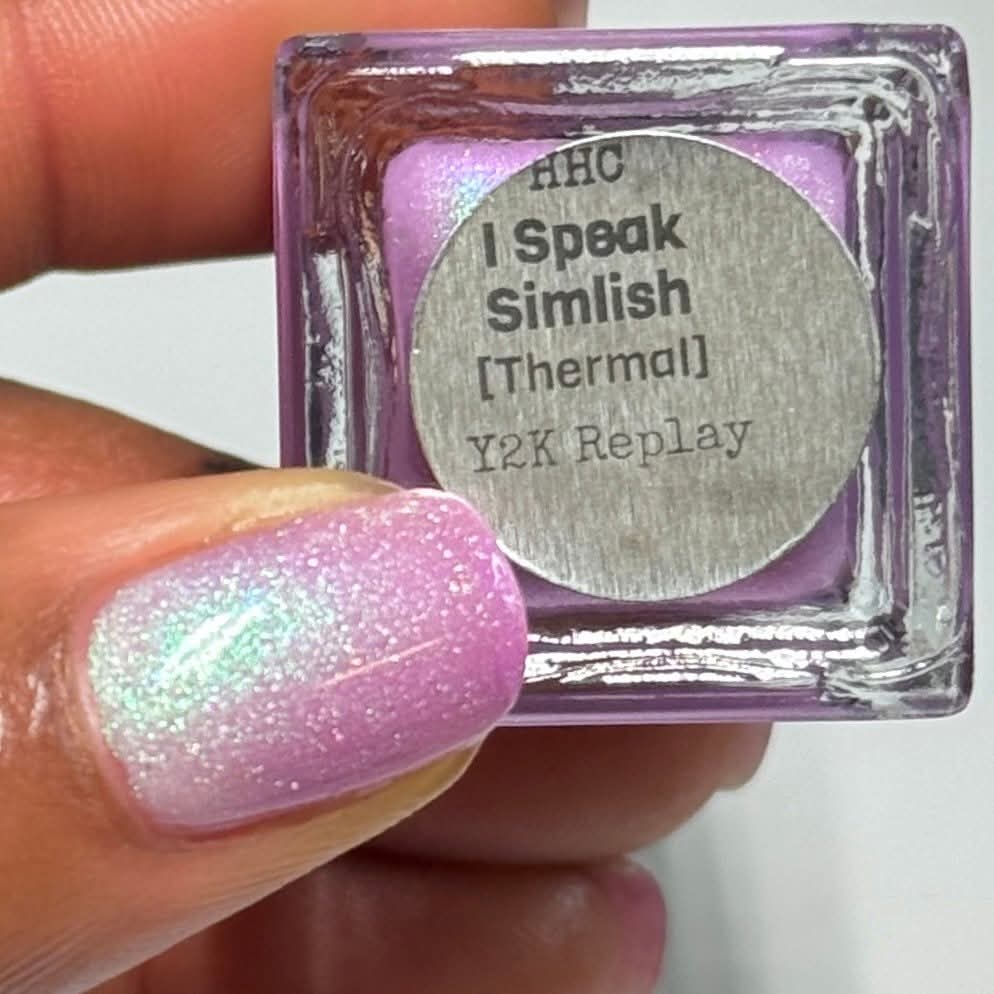 HHC
I Speak
Simlish
[Thermal]
Y2K Replay